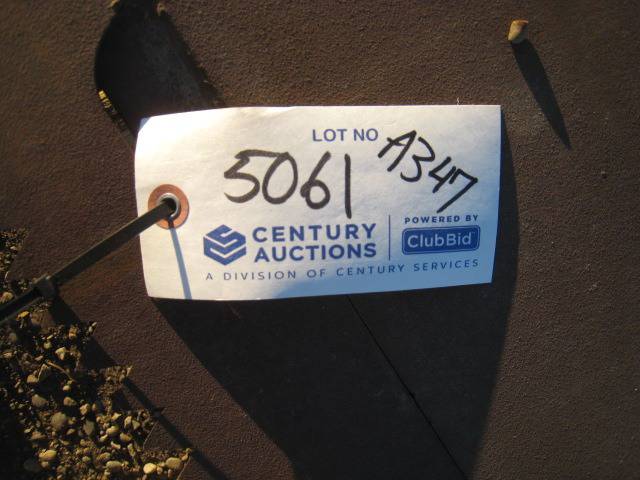 LOT NO
5061 A347
CENTURY AUCTIONS
POWERED BY ClubBid
A DIVISION OF CENTURY SERVICES